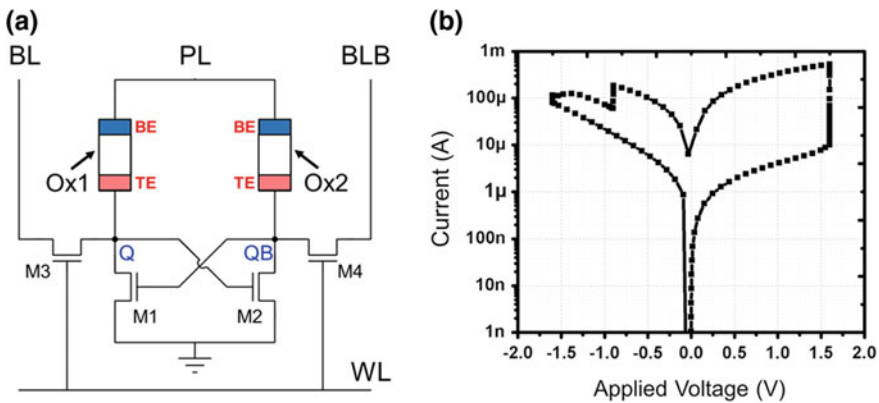 (a)
BL PL BLB
BE BE
Ox1 TE TE Ox2
Q QB
M3 M1 M2 M4
WL
(b)
Current (A)
1m
100µ
10µ
1µ
100n
10n
1n
-2.0 -1.5 -1.0 -0.5 0.0 0.5 1.0 1.5 2.0
Applied Voltage (V)